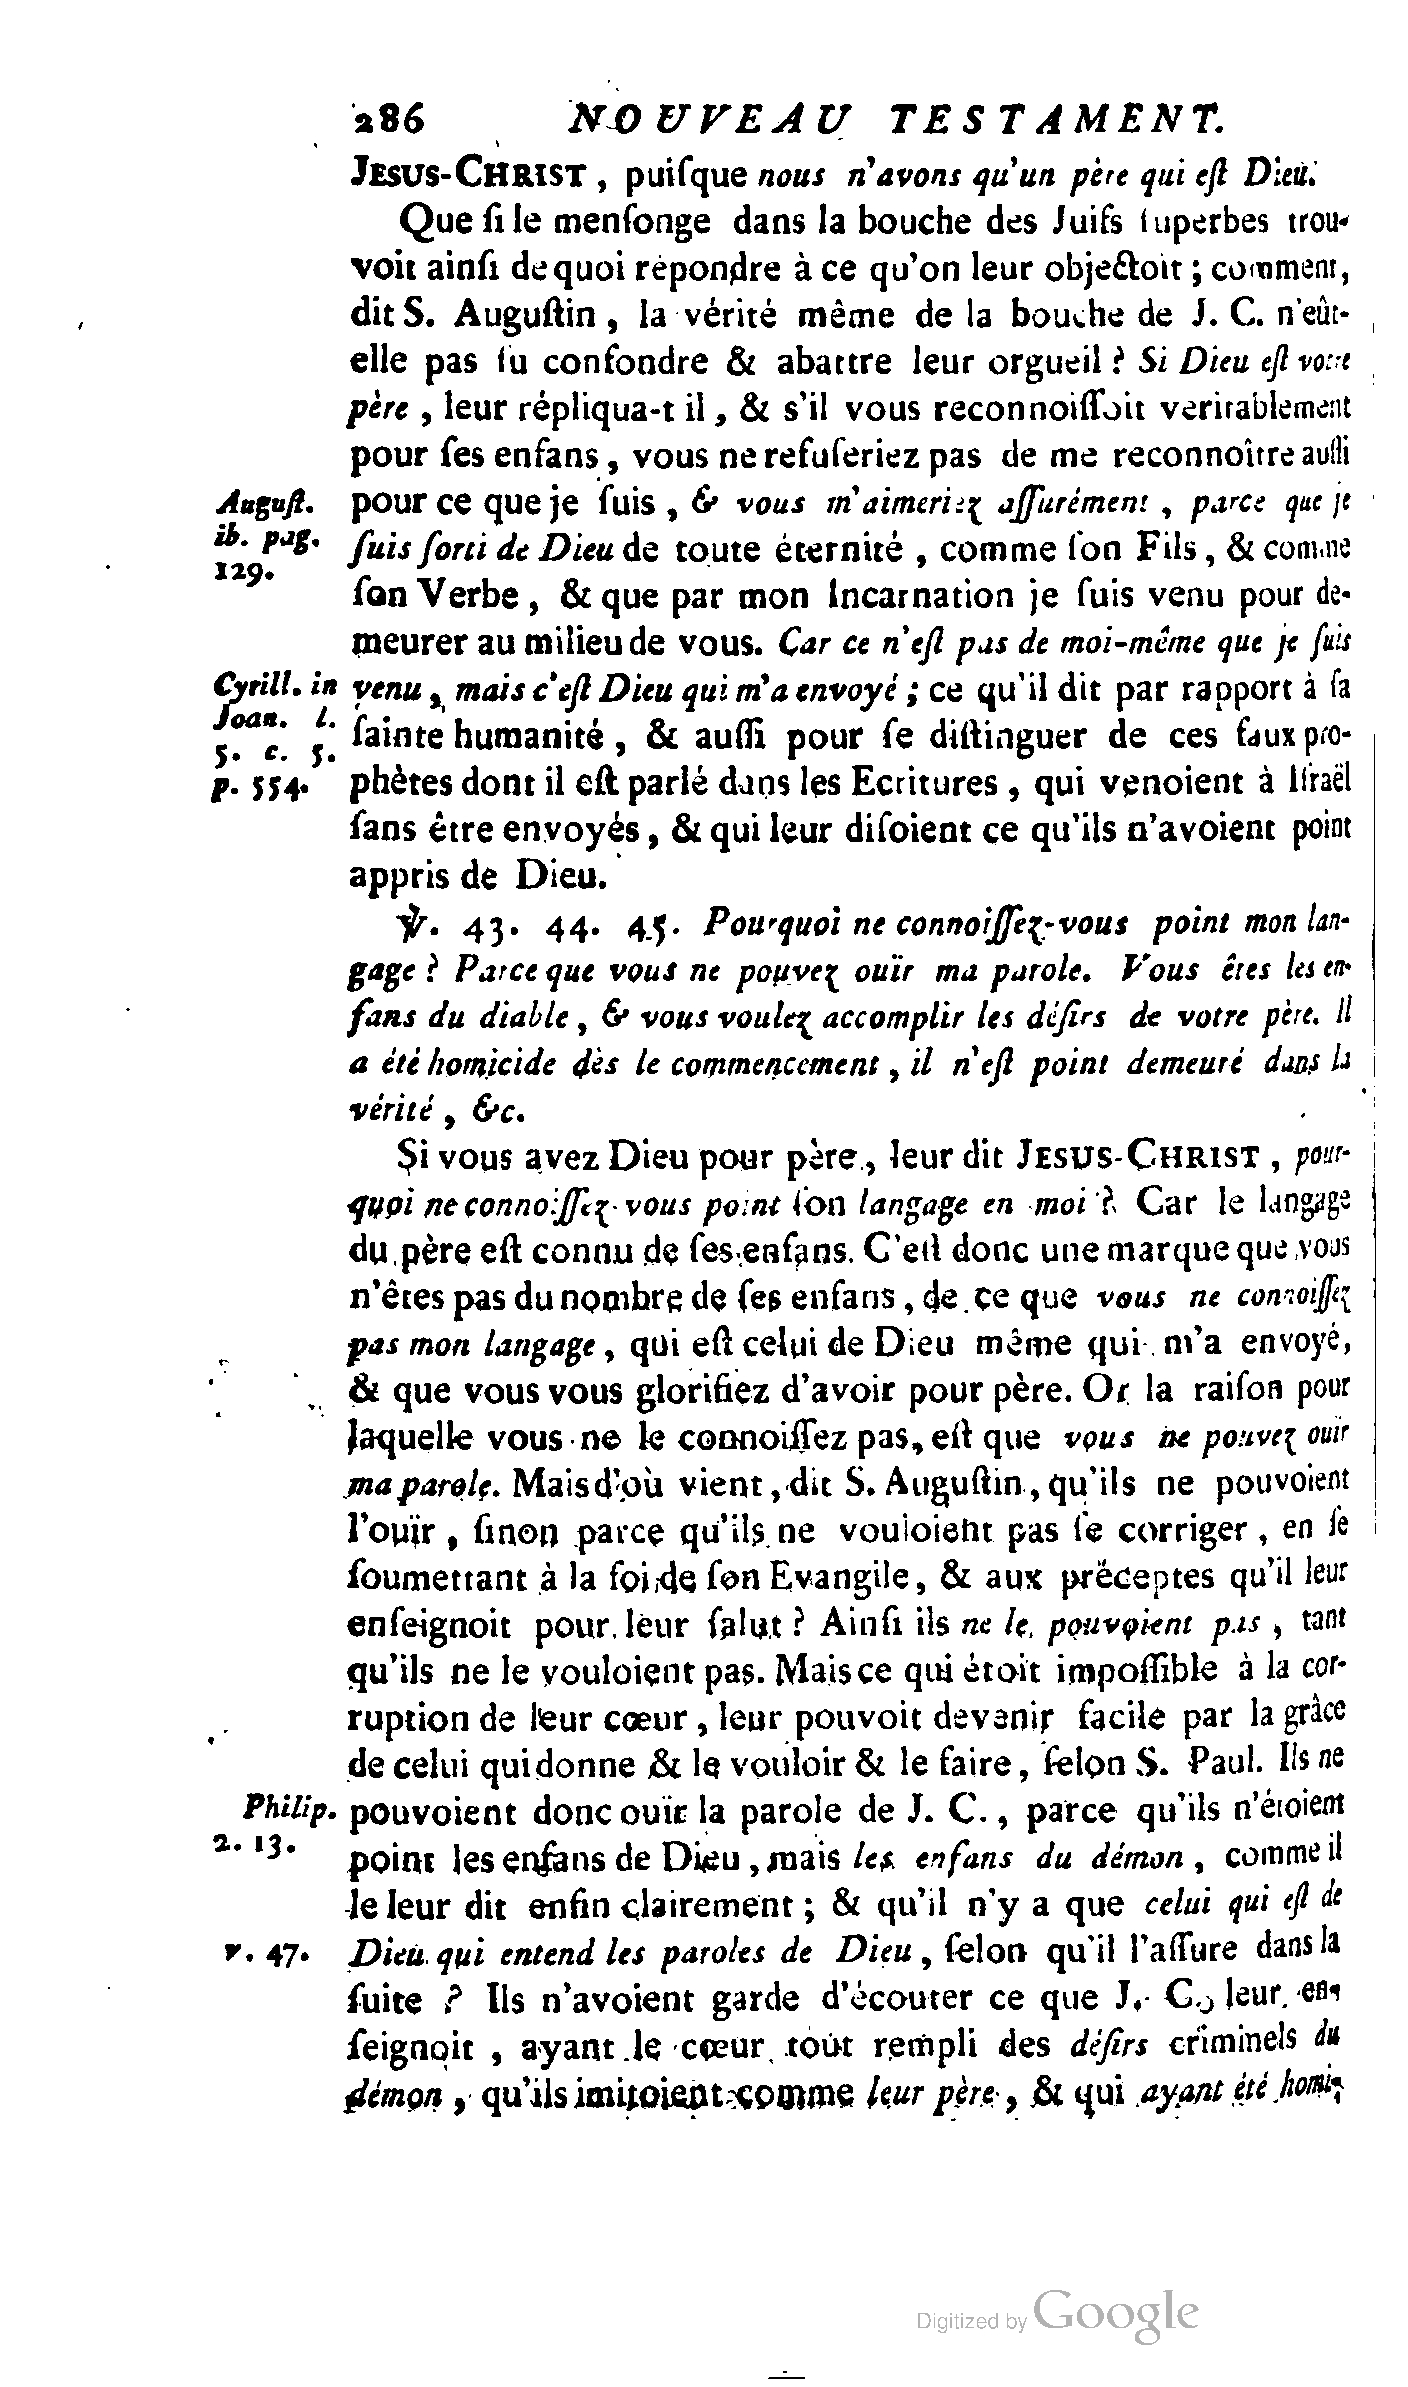 286 NOUVEAU TESTAMENT.
JESUS-CHRIST, puiſque nous n'avons qu'un père qui eſt Dieu.
Que ſi le menſonge dans la bouche des Juifs ſuperbes trou-
voit ainſi de quoi répondre à ce qu'on leur objectoit ; comment,
dit S. Auguſtin, la vérité même de la bouche de J. C. n'eût-
elle pas ſu confondre & abattre leur orgueil ? Si Dieu eſt votre
père, leur répliqua-t il, & s'il vous reconnoiſſoit veritablement
pour ſes enfans, vous ne refuſeriez pas de me reconnoître auſſi
Auguſt. pour ce que je ſuis, & vous m'aimeriez aſſurément, parce que je
ib. pag. ſuis ſorti de Dieu de toute éternité, comme ſon Fils, & comme
129.
ſon Verbe, & que par mon Incarnation je ſuis venu pour de-
meurer au milieu de vous. Car ce n'eſt pas de moi-même que je ſuis
Cyrill. in venu, mais c'eſt Dieu qui m'a envoyé ; ce qu'il dit par rapport à ſa
Joan. l. ſainte humanité, & auſſi pour ſe diſtinguer de ces faux pro-
5. c. 5.
p. 554. phètes dont il eſt parlé dans les Ecritures, qui venoient à Iſraël
ſans être envoyés, & qui leur diſoient ce qu'ils n'avoient point
appris de Dieu.
℣. 43. 44. 45. Pourquoi ne connoiſſez-vous point mon lan-
gage ? Parce que vous ne pouvez ouïr ma parole. Vous êtes les en-
fans du diable, & vous voulez accomplir les déſirs de votre père. Il
a été homicide dès le commencement, il n'eſt point demeuré dans la
vérité, &c.
Si vous avez Dieu pour père, leur dit JESUS-CHRIST, pour-
quoi ne connoiſſez-vous point ſon langage en moi ? Car le langage
du père eſt connu de ſes enfans. C'eſt donc une marque que vous
n'êtes pas du nombre de ſes enfans, de ce que vous ne connoiſſez
pas mon langage, qui eſt celui de Dieu même qui m'a envoyé,
& que vous vous glorifiez d'avoir pour père. Or la raiſon pour
laquelle vous ne le connoiſſez pas, eſt que vous ne pouvez ouïr
ma parole. Mais d'où vient, dit S. Auguſtin, qu'ils ne pouvoient
l'ouïr, ſinon parce qu'ils ne vouloient pas ſe corriger, en ſe
ſoumettant à la foi de ſon Evangile, & aux préceptes qu'il leur
enſeignoit pour leur ſalut ? Ainſi ils ne le pouvoient pas, tant
qu'ils ne le vouloient pas. Mais ce qui étoit impoſſible à la cor-
ruption de leur cœur, leur pouvoit devenir facile par la grâce
de celui qui donne & le vouloir & le faire, ſelon S. Paul. Ils ne
Philip. pouvoient donc ouïr la parole de J. C., parce qu'ils n'étoient
2. 13. point les enfans de Dieu, mais les enfans du démon, comme il
le leur dit enfin clairement ; & qu'il n'y a que celui qui eſt de
v. 47. Dieu qui entend les paroles de Dieu, ſelon qu'il l'aſſure dans la
ſuite ? Ils n'avoient garde d'écouter ce que J. C. leur en-
ſeignoit, ayant le cœur tout rempli des déſirs criminels du
démon, qu'ils imitoient comme leur père, & qui ayant été homi-
Digitized by Google